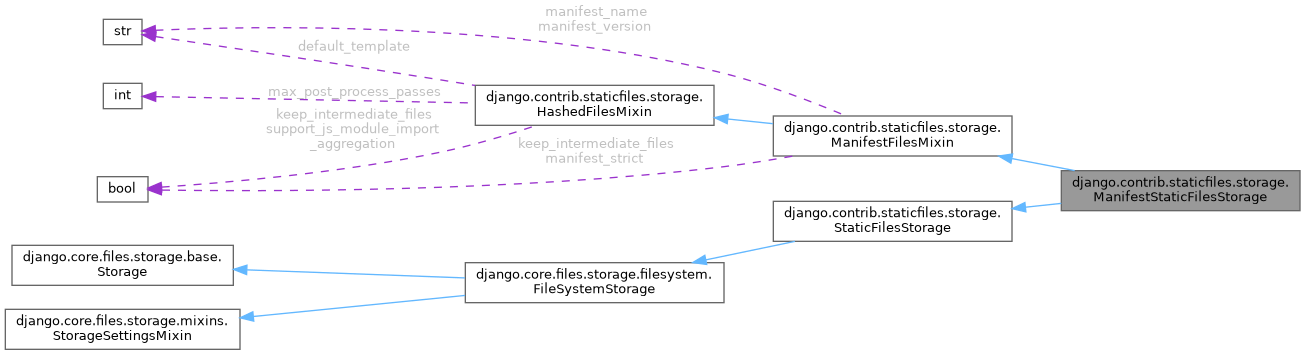 manifest_name
manifest_version
str
default_template
int
max_post_process_passes
django.contrib.staticfiles.storage.
HashedFilesMixin
keep_intermediate_files
support_js_module_import
_aggregation
django.contrib.staticfiles.storage.
ManifestFilesMixin
keep_intermediate_files
manifest_strict
bool
django.contrib.staticfiles.storage.
ManifestStaticFilesStorage
django.contrib.staticfiles.storage.
StaticFilesStorage
django.core.files.storage.base.
Storage
django.core.files.storage.filesystem.
FileSystemStorage
django.core.files.storage.mixins.
StorageSettingsMixin